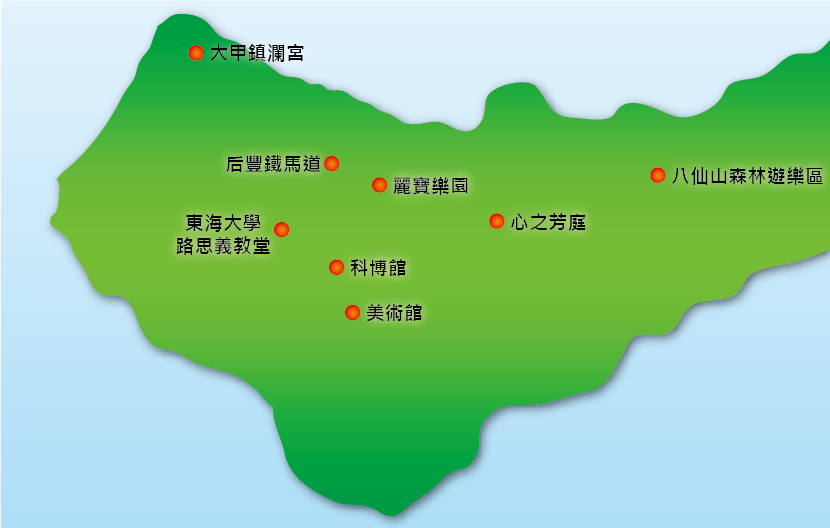 大甲鎮瀾宮
后豐鐵馬道
八仙山森林遊樂區
麗寶樂園
東海大學
路思義教堂
心之芳庭
科博館
美術館